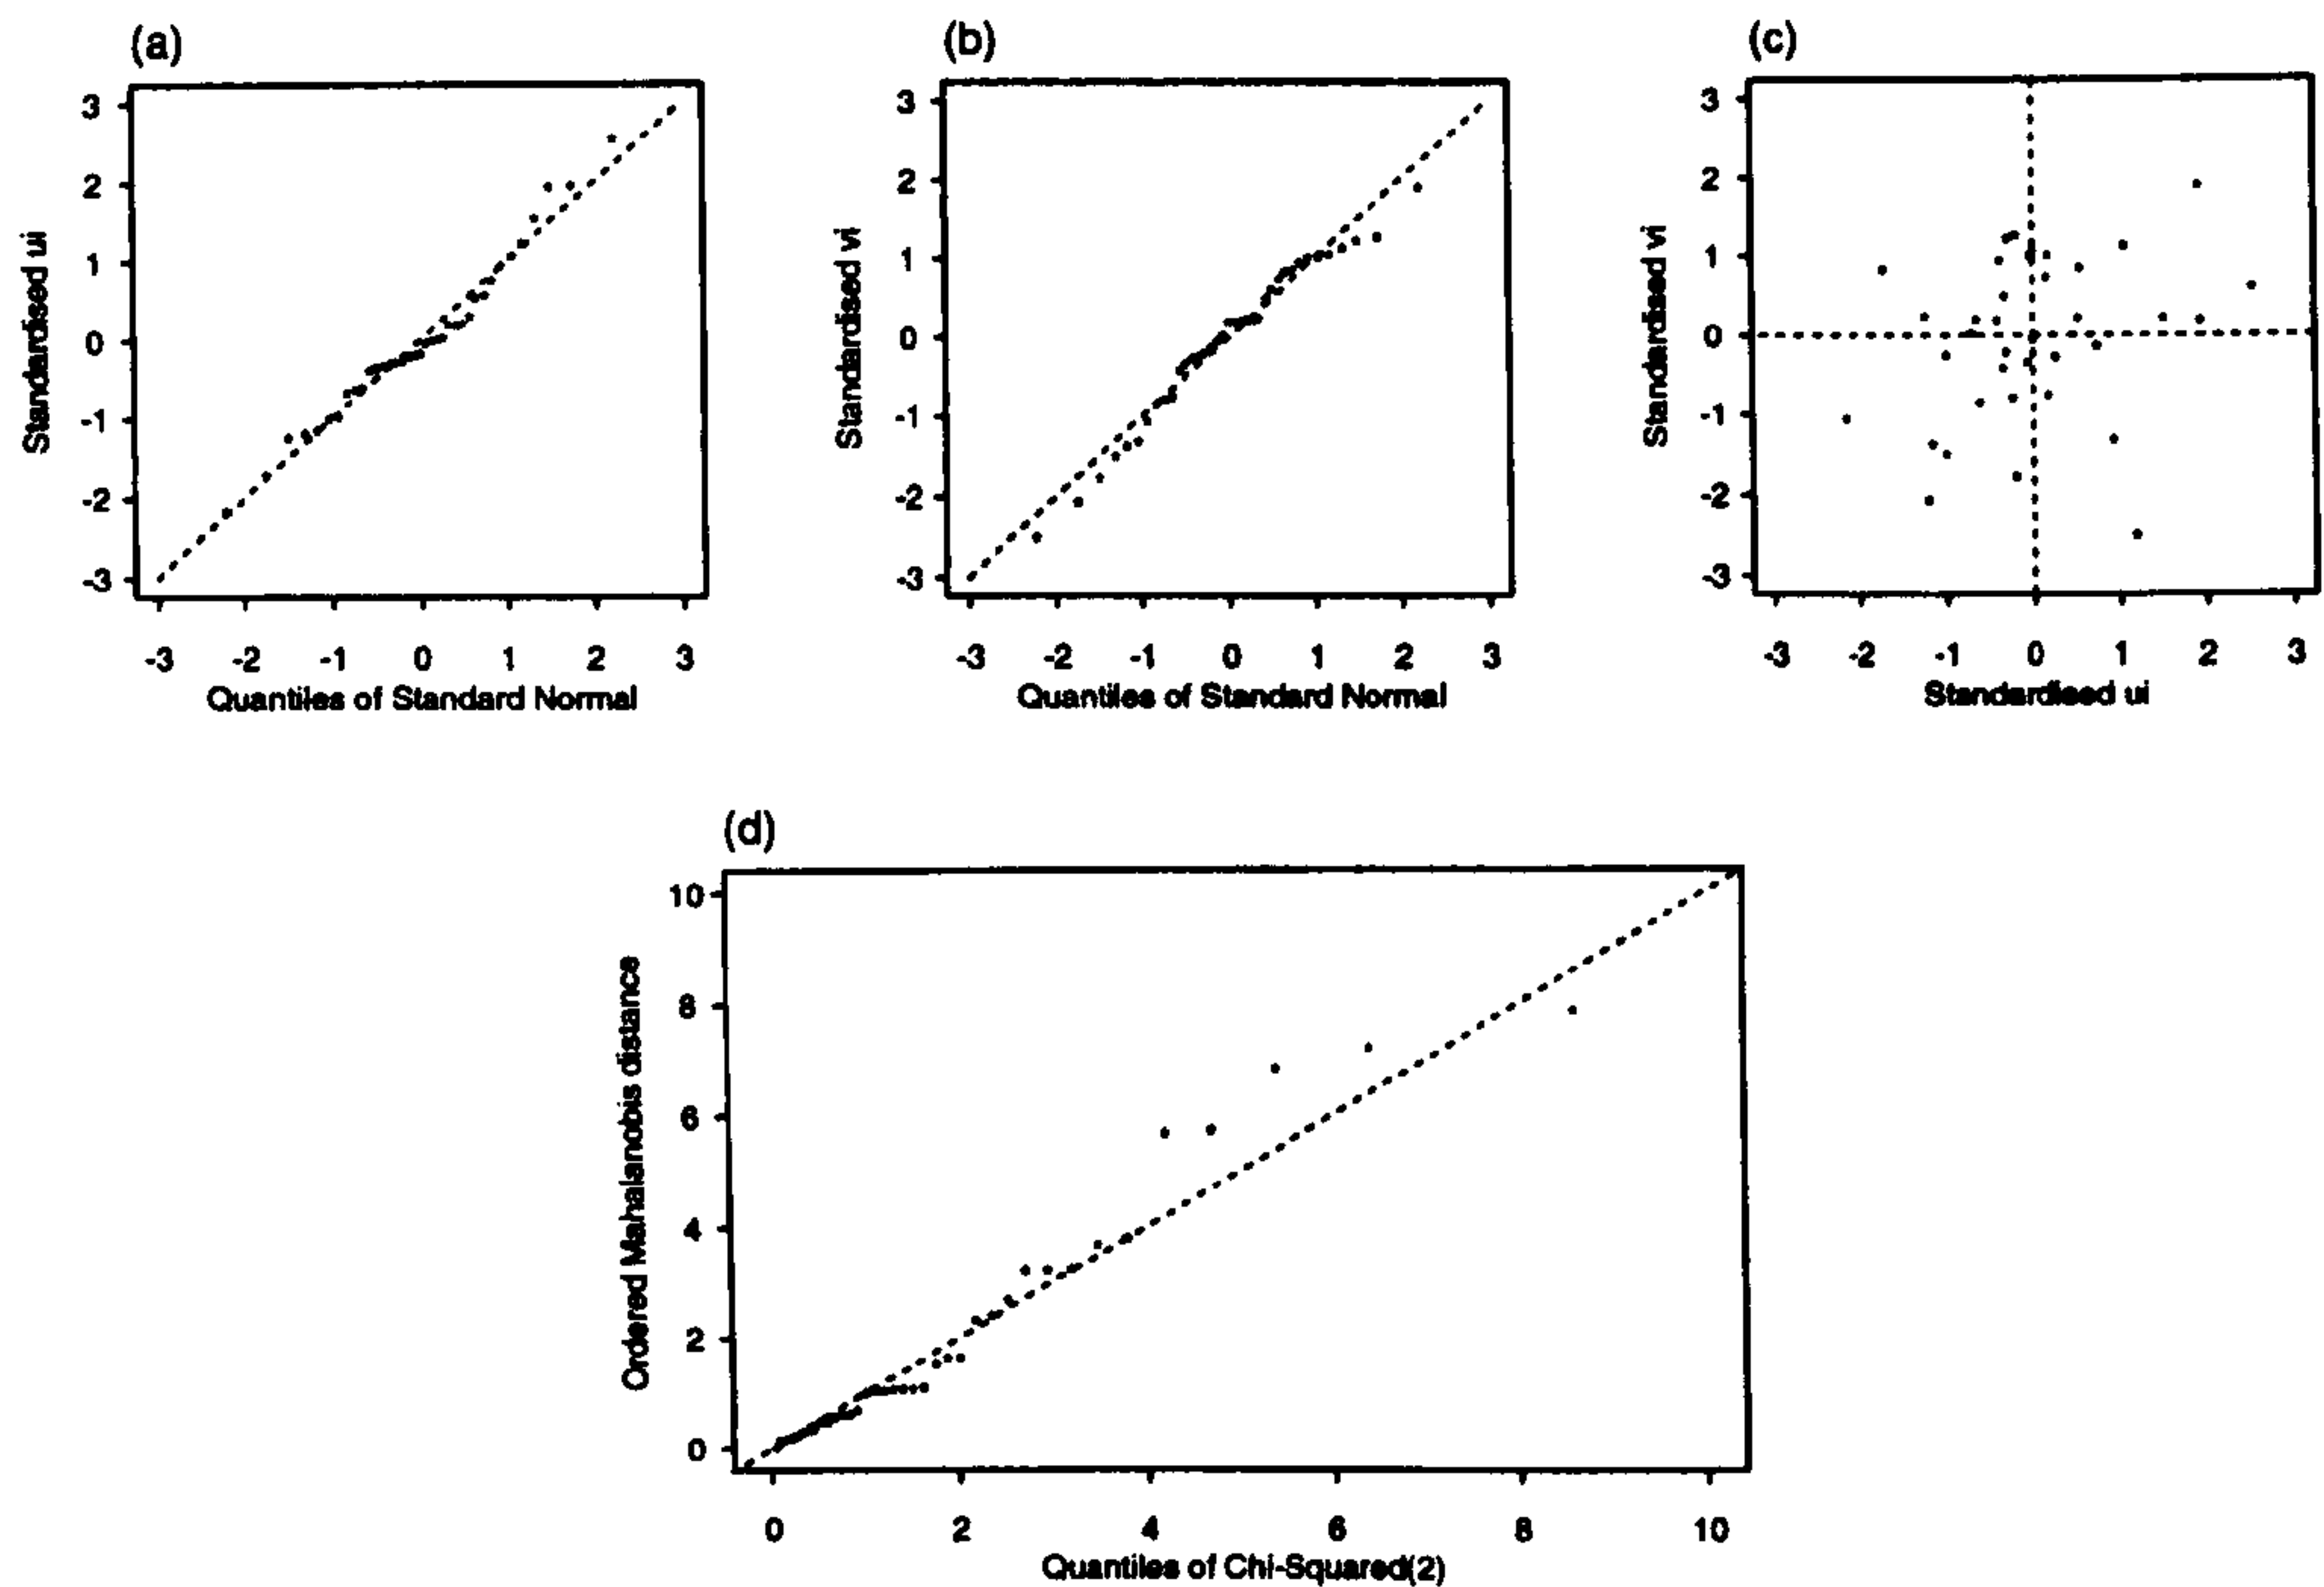 (a)
3
2
1
0
-1
-2
-3
Standardised ui
-3 -2 -1 0 1 2 3
Quantiles of Standard Normal
(b)
3
2
1
0
-1
-2
-3
Standardised vi
-3 -2 -1 0 1 2 3
Quantiles of Standard Normal
(c)
3
2
1
0
-1
-2
-3
Standardised vi
-3 -2 -1 0 1 2 3
Standardised ui
(d)
10
8
6
4
2
0
Ordered Mahalanobis distance
0 2 4 6 8 10
Quantiles of Chi-Squared(2)